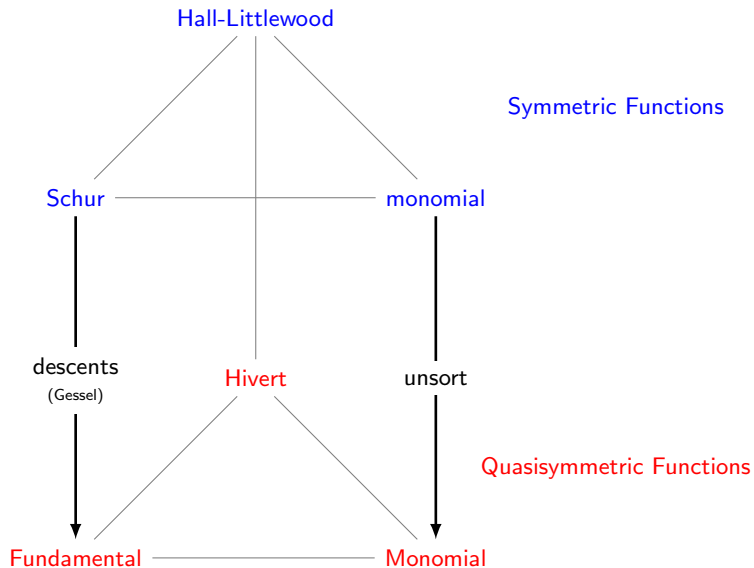 Hall-Littlewood
Symmetric Functions
Schur
monomial
descents
(Gessel)
Hivert
unsort
Quasisymmetric Functions
Fundamental
Monomial